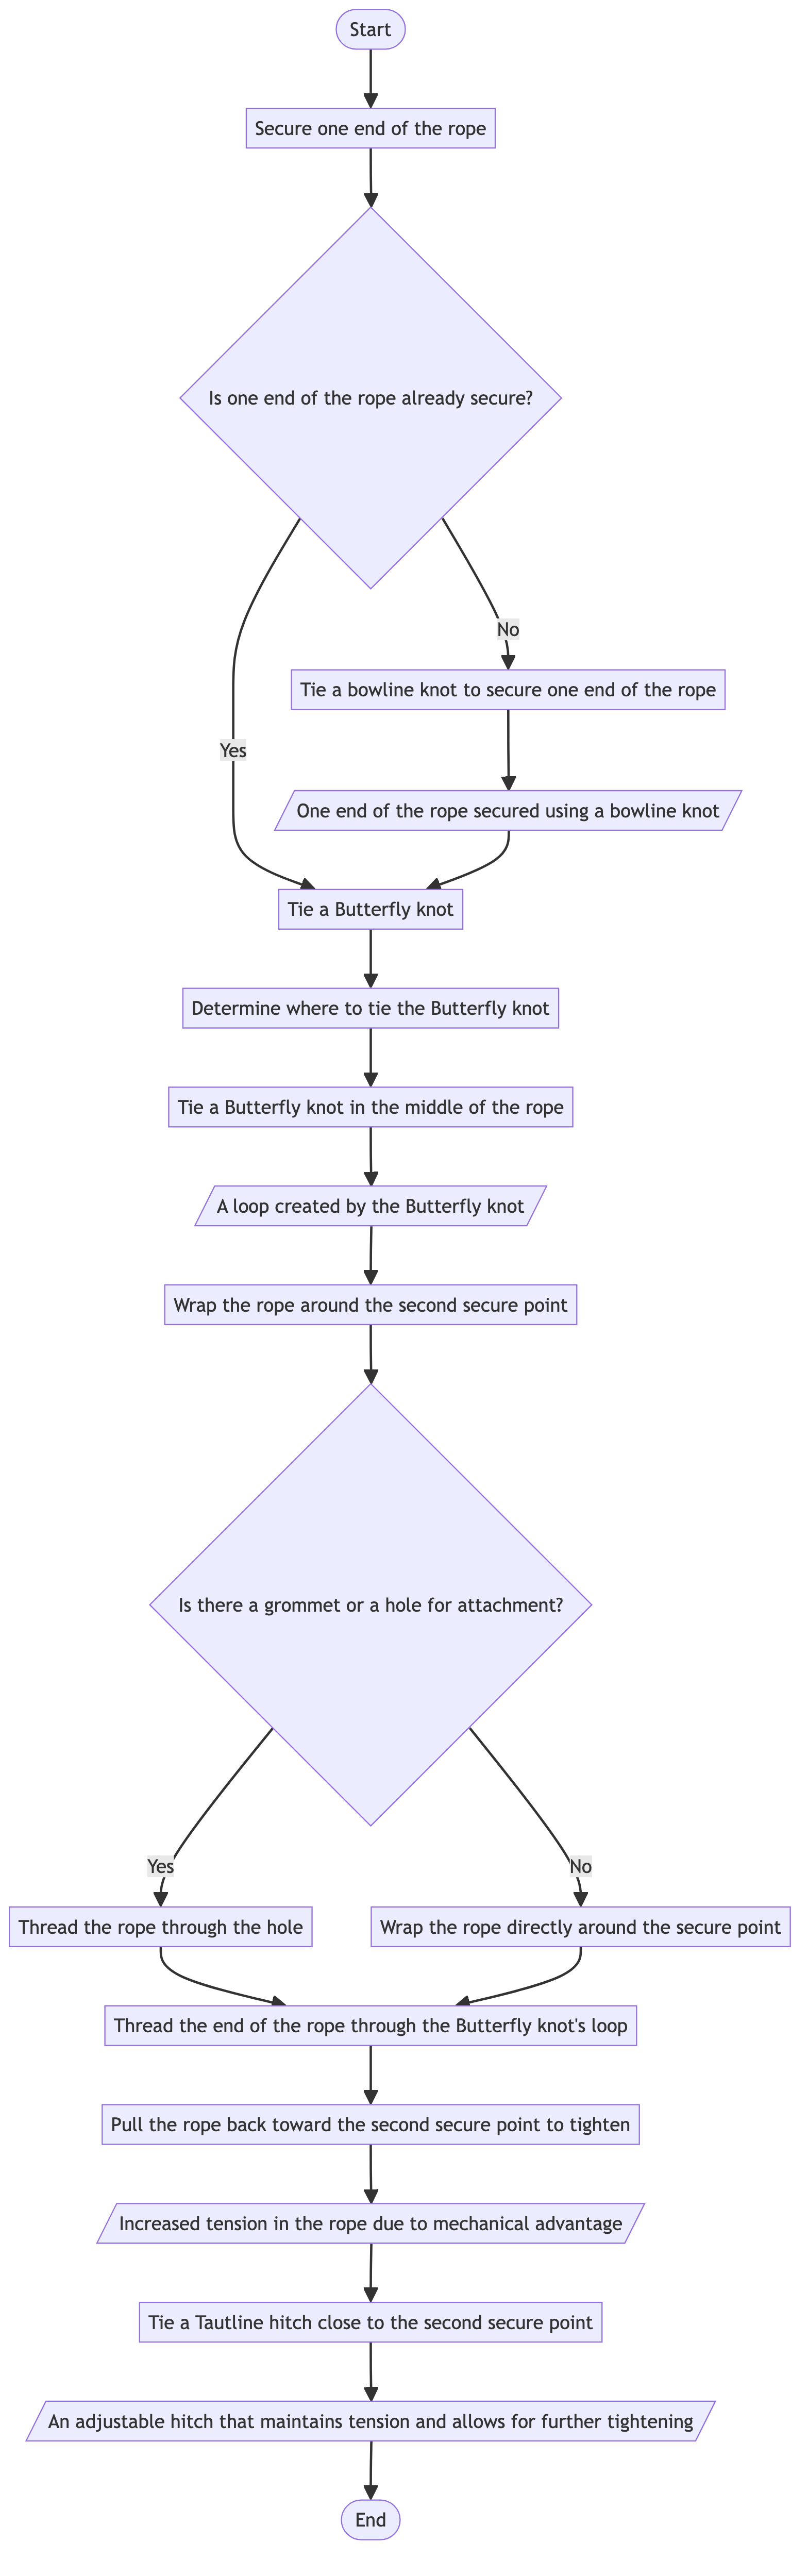 Start
Secure one end of the rope
Is one end of the rope already secure?
No
Tie a bowline knot to secure one end of the rope
Yes
One end of the rope secured using a bowline knot
Tie a Butterfly knot
Determine where to tie the Butterfly knot
Tie a Butterfly knot in the middle of the rope
A loop created by the Butterfly knot
Wrap the rope around the second secure point
Is there a grommet or a hole for attachment?
Yes
No
Thread the rope through the hole
Wrap the rope directly around the secure point
Thread the end of the rope through the Butterfly knot's loop
Pull the rope back toward the second secure point to tighten
Increased tension in the rope due to mechanical advantage
Tie a Tautline hitch close to the second secure point
An adjustable hitch that maintains tension and allows for further tightening
End